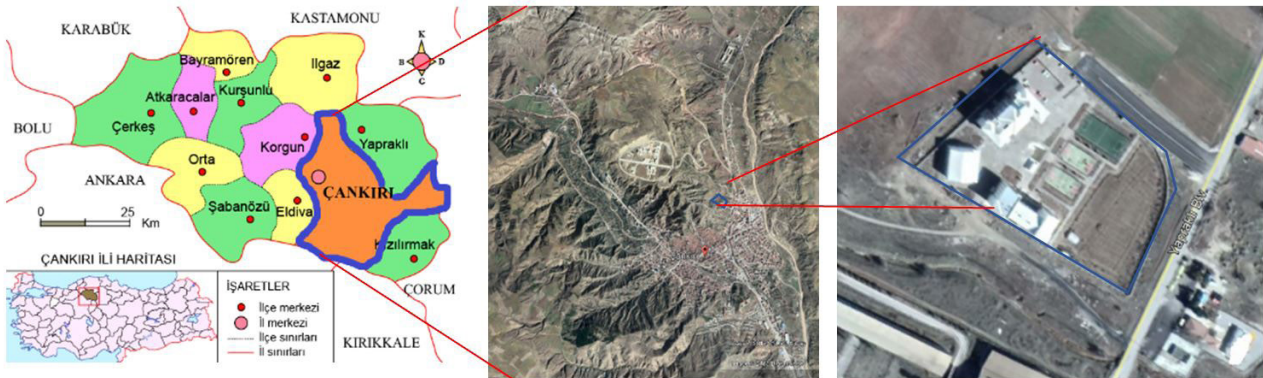 KARABÜK
KASTAMONU
K
B
D
G
Bayramören
Ilgaz
Atkaracalar
Kurşunlu
Çerkeş
BOLU
Korgun
Yapraklı
Orta
ANKARA
ÇANKIRI
Şabanözü
Eldiva
0 25
Km
Kızılırmak
ÇANKIRI İLİ HARİTASI
İŞARETLER
İlçe merkezi
İl merkezi
İlçe sınırları
İl sınırları
ÇORUM
KIRIKKALE
Yapraklı Blv.